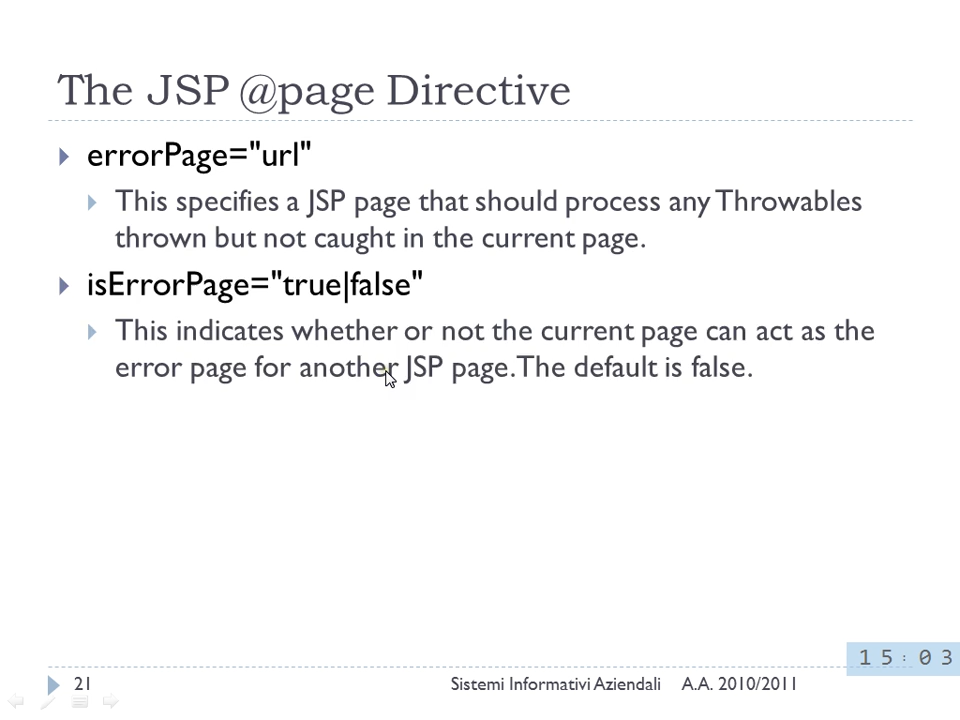 The JSP @page Directive
errorPage="url"
This specifies a JSP page that should process any Throwables
thrown but not caught in the current page.
isErrorPage="true|false"
This indicates whether or not the current page can act as the
error page for another JSP page. The default is false.
15:03
21 Sistemi Informativi Aziendali A.A. 2010/2011